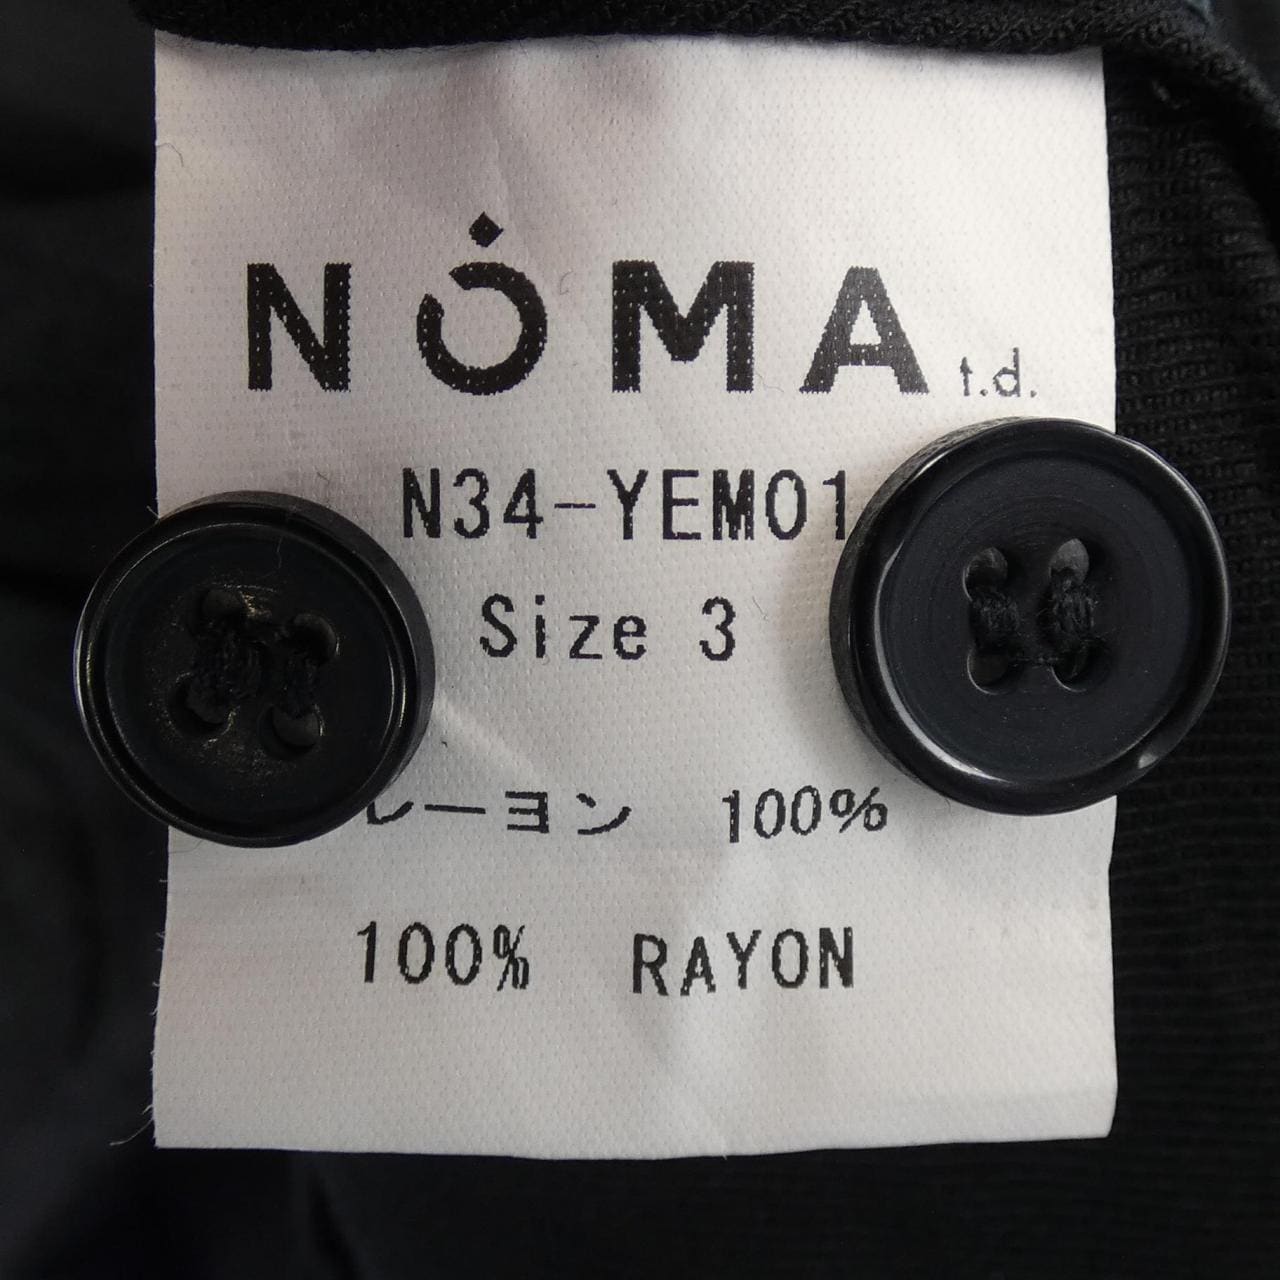 NOMA t.d.
N34-YEM01
Size 3
レーヨン 100%
100% RAYON